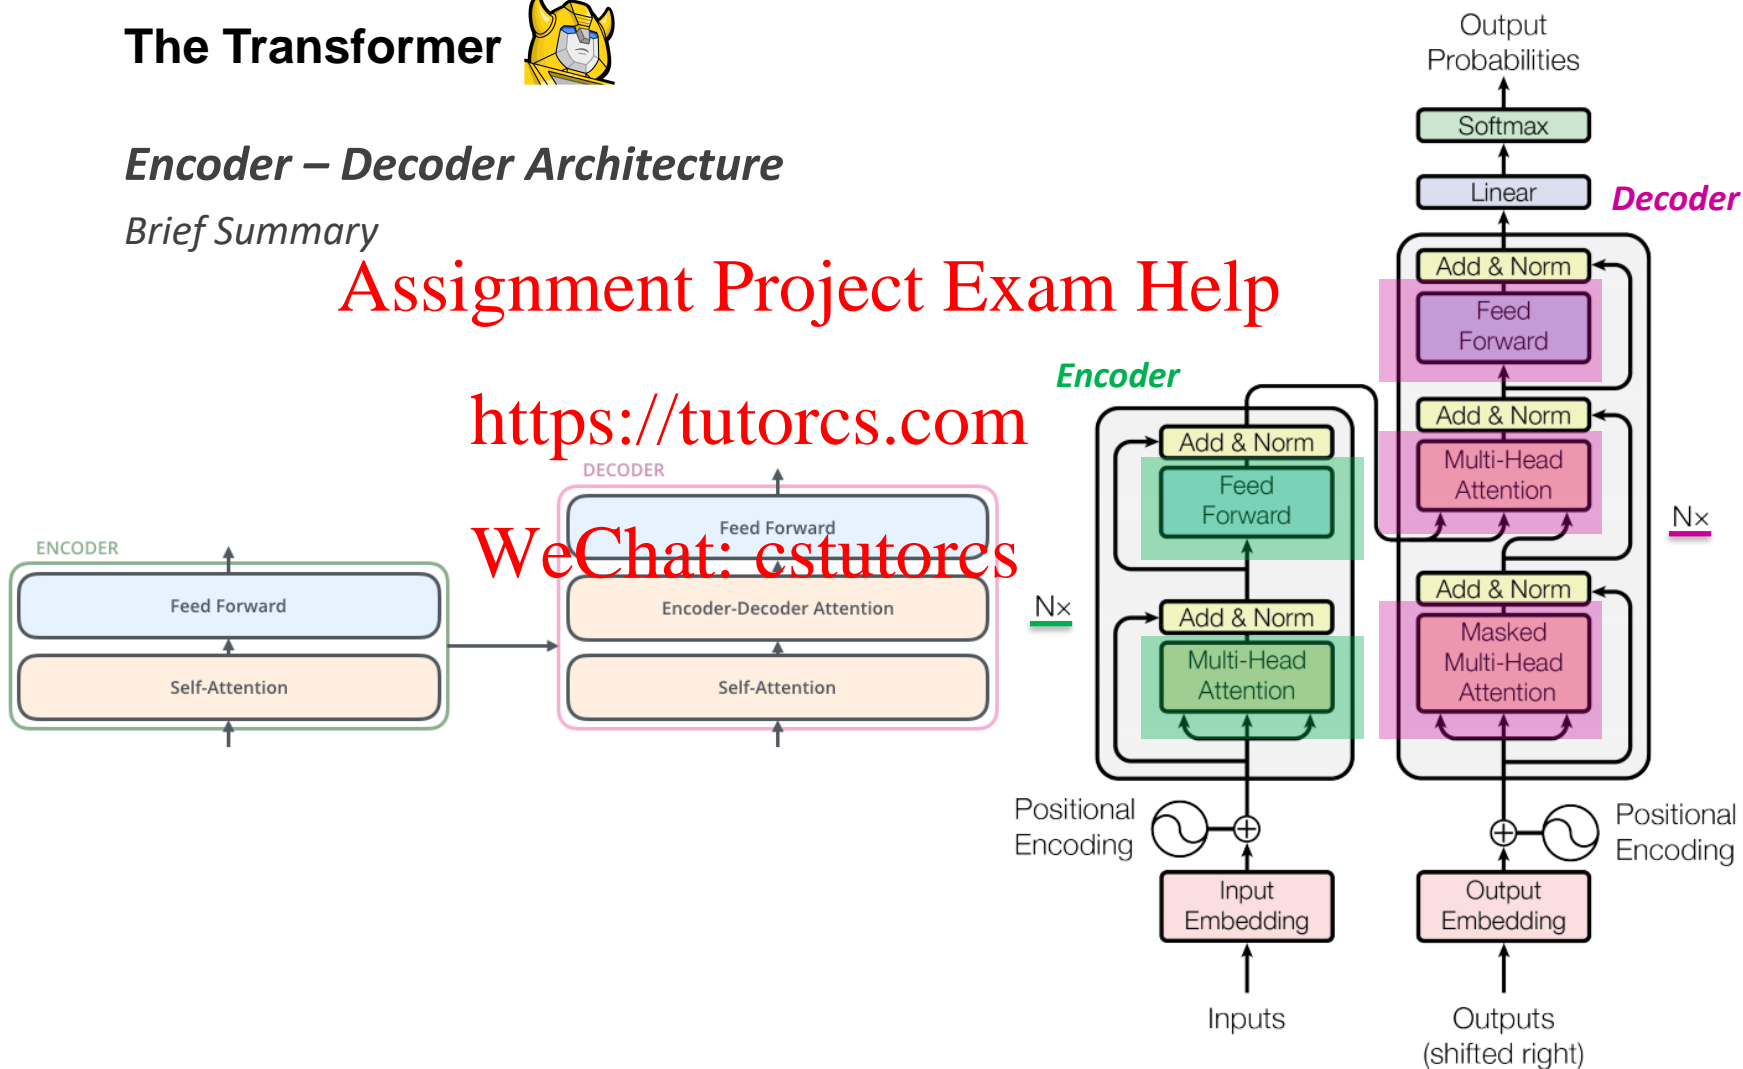 The Transformer
Encoder – Decoder Architecture
Brief Summary
Assignment Project Exam Help
https://tutorcs.com
WeChat: cstutorcs
ENCODER
Feed Forward
Self-Attention
DECODER
Feed Forward
Encoder-Decoder Attention
Self-Attention
Encoder
Add & Norm
Feed
Forward
N×
Add & Norm
Multi-Head
Attention
Positional
Encoding
Input
Embedding
Inputs
Output
Probabilities
Softmax
Linear
Decoder
Add & Norm
Feed
Forward
Add & Norm
Multi-Head
Attention
N×
Add & Norm
Masked
Multi-Head
Attention
Positional
Encoding
Output
Embedding
Outputs
(shifted right)